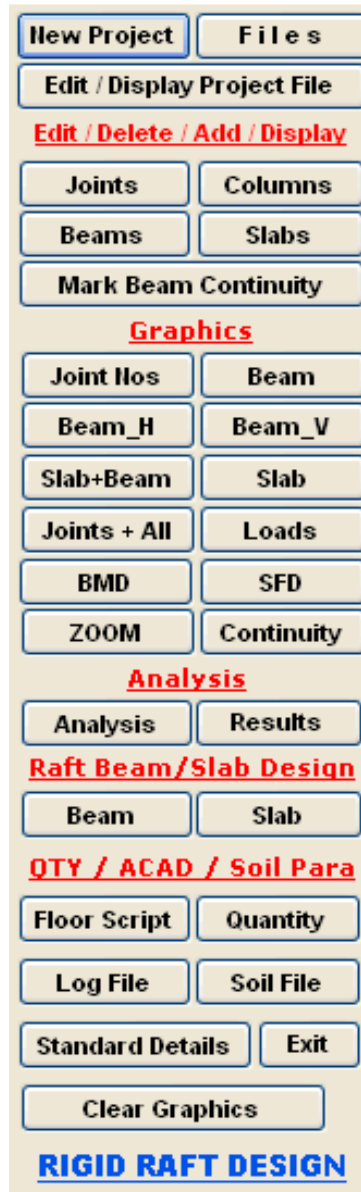 New Project Files
Edit / Display Project File
Edit / Delete / Add / Display
Joints Columns
Beams Slabs
Mark Beam Continuity
Graphics
Joint Nos Beam
Beam_H Beam_V
Slab+Beam Slab
Joints + All Loads
BMD SFD
ZOOM Continuity
Analysis
Analysis Results
Raft Beam/Slab Design
Beam Slab
QTY / ACAD / Soil Para
Floor Script Quantity
Log File Soil File
Standard Details Exit
Clear Graphics
RIGID RAFT DESIGN